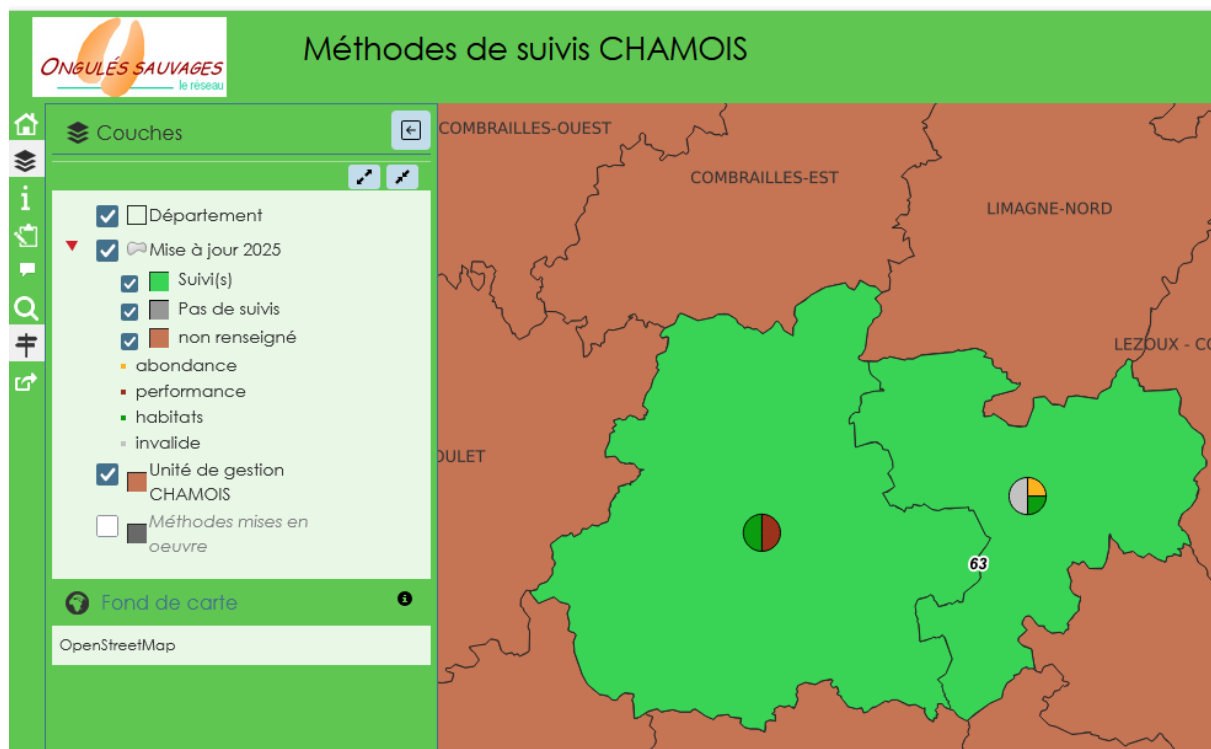 Méthodes de suivis CHAMOIS
ONGULÉS SAUVAGES
le réseau
Couches
Département
Mise à jour 2025
Suivi(s)
Pas de suivis
non renseigné
abondance
performance
habitats
invalide
Unité de gestion
CHAMOIS
Méthodes mises en
oeuvre
Fond de carte
OpenStreetMap
COMBRAILLES-OUEST
COMBRAILLES-EST
LIMAGNE-NORD
LEZOUX - CO
OULET
63